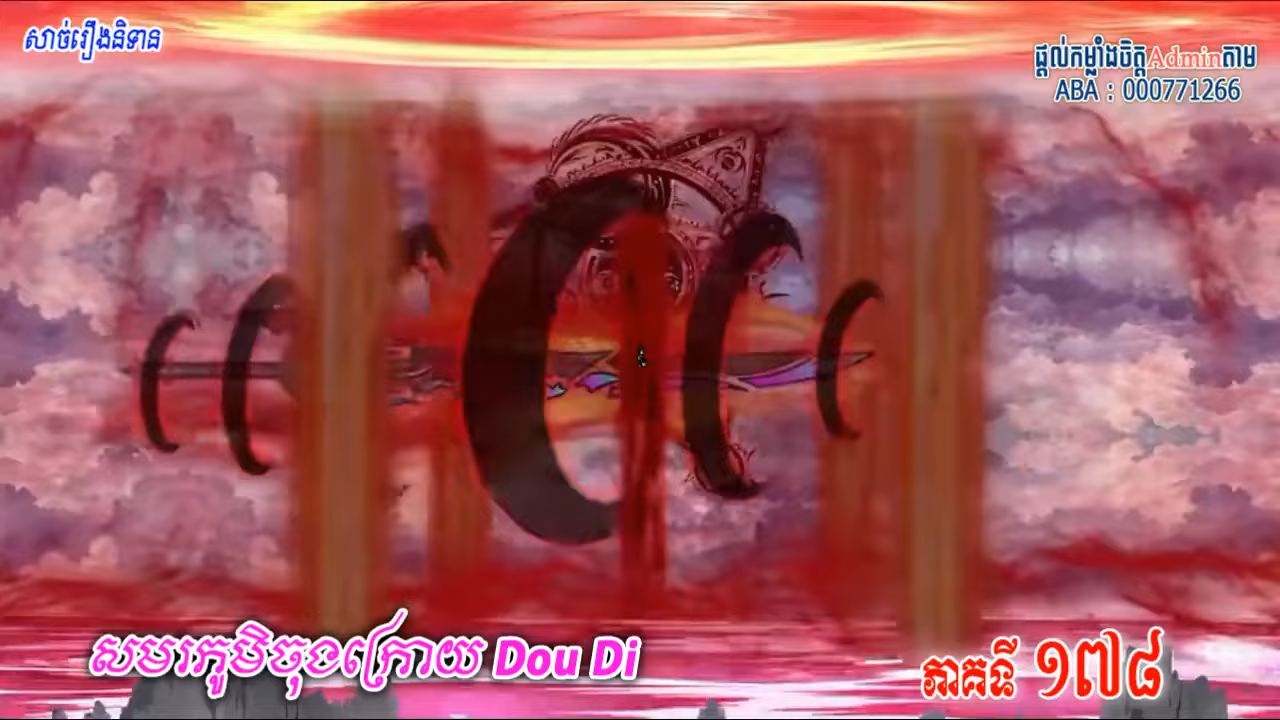 សាច់រឿងនិទាន
ផ្តល់កម្លាំងចិត្តAdminតាម
ABA : 000771266
សមរភូមិចុងក្រោយ Dou Di
ភាគទី ១៧៨